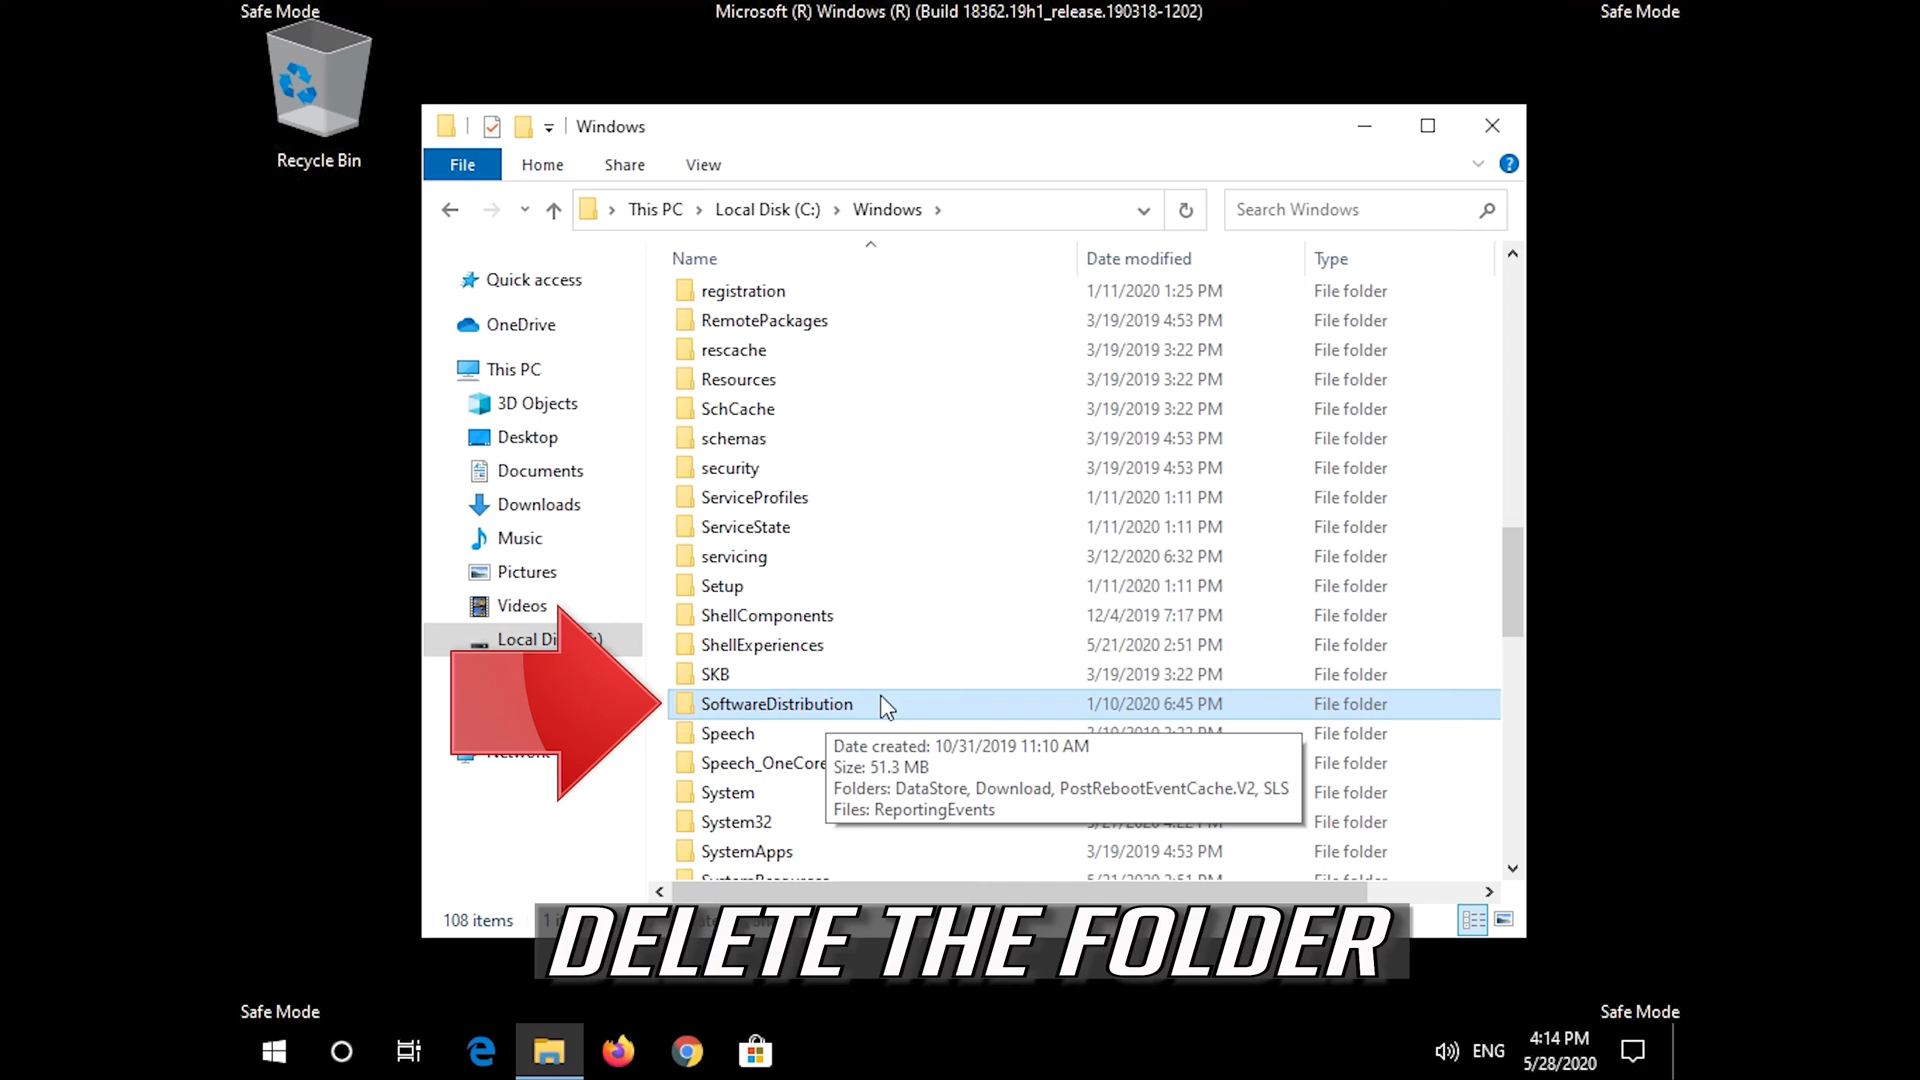 Safe Mode
Microsoft (R) Windows (R) (Build 18362.19h1_release.190318-1202)
Safe Mode
Recycle Bin
Windows
File
Home
Share
View
This PC
Local Disk (C:)
Windows
Search Windows
Name
Date modified
Type
Quick access
OneDrive
This PC
3D Objects
Desktop
Documents
Downloads
Music
Pictures
Videos
registration 1/11/2020 1:25 PM File folder
RemotePackages 3/19/2019 4:53 PM File folder
rescache 3/19/2019 3:22 PM File folder
Resources 3/19/2019 3:22 PM File folder
SchCache 3/19/2019 3:22 PM File folder
schemas 3/19/2019 4:53 PM File folder
security 3/19/2019 4:53 PM File folder
ServiceProfiles 1/11/2020 1:11 PM File folder
ServiceState 1/11/2020 1:11 PM File folder
servicing 3/12/2020 6:32 PM File folder
Setup 1/11/2020 1:11 PM File folder
ShellComponents 12/4/2019 7:17 PM File folder
ShellExperiences 5/21/2020 2:51 PM File folder
SKB 3/19/2019 3:22 PM File folder
SoftwareDistribution 1/10/2020 6:45 PM File folder
Speech File folder
Speech_OneCore File folder
System File folder
System32 File folder
SystemApps 3/19/2019 4:53 PM File folder
Date created: 10/31/2019 11:10 AM
Size: 51.3 MB
Folders: DataStore, Download, PostRebootEventCache.V2, SLS
Files: ReportingEvents
108 items
DELETE THE FOLDER
Safe Mode
Safe Mode
ENG
4:14 PM
5/28/2020